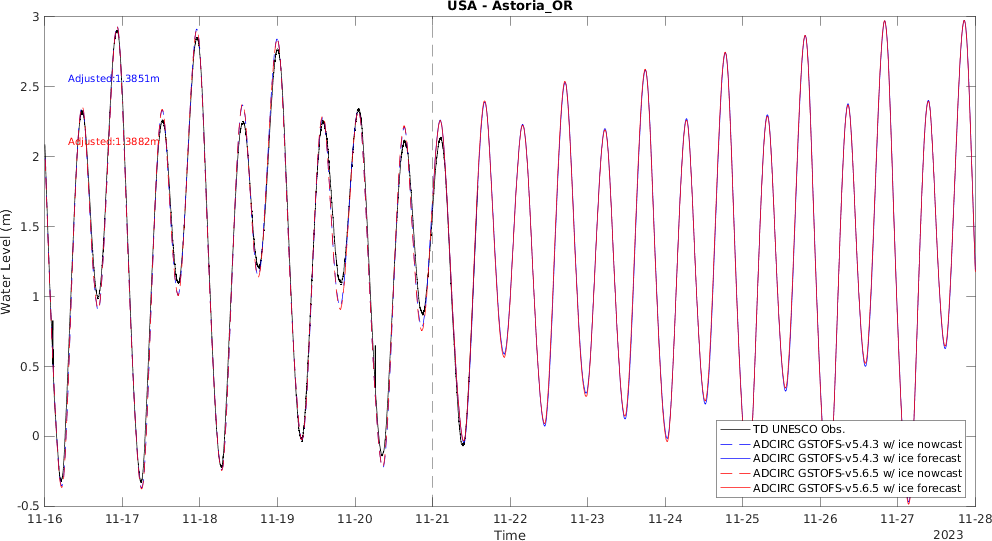 USA - Astoria_OR
3
2.5
2
1.5
1
0.5
0
-0.5
Water Level (m)
Adjusted:1.3851m
Adjusted:1.3882m
TD UNESCO Obs.
ADCIRC GSTOFS-v5.4.3 w/ ice nowcast
ADCIRC GSTOFS-v5.4.3 w/ ice forecast
ADCIRC GSTOFS-v5.6.5 w/ ice nowcast
ADCIRC GSTOFS-v5.6.5 w/ ice forecast
11-16 11-17 11-18 11-19 11-20 11-21 11-22 11-23 11-24 11-25 11-26 11-27 11-28
Time
2023